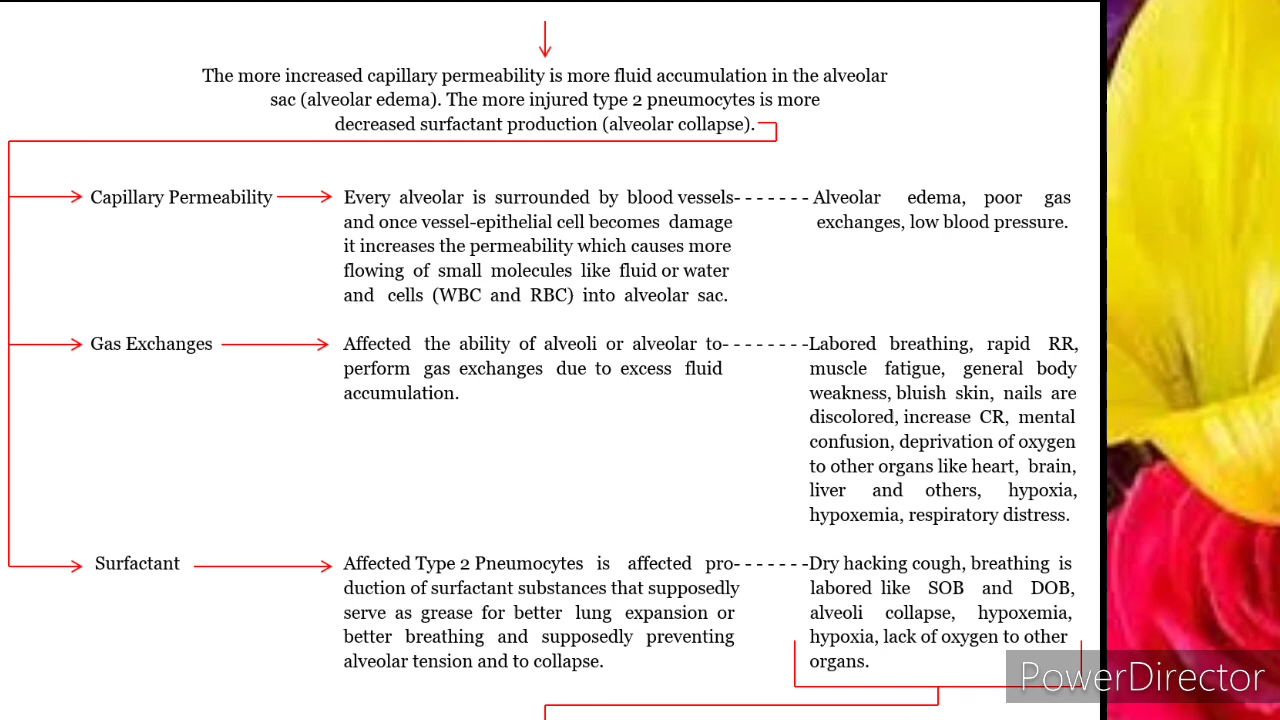 The more increased capillary permeability is more fluid accumulation in the alveolar
sac (alveolar edema). The more injured type 2 pneumocytes is more
decreased surfactant production (alveolar collapse).
Capillary Permeability
Every alveolar is surrounded by blood vessels
and once vessel-epithelial cell becomes damage
it increases the permeability which causes more
flowing of small molecules like fluid or water
and cells (WBC and RBC) into alveolar sac.
Alveolar edema, poor gas
exchanges, low blood pressure.
Gas Exchanges
Affected the ability of alveoli or alveolar to
perform gas exchanges due to excess fluid
accumulation.
Labored breathing, rapid RR,
muscle fatigue, general body
weakness, bluish skin, nails are
discolored, increase CR, mental
confusion, deprivation of oxygen
to other organs like heart, brain,
liver and others, hypoxia,
hypoxemia, respiratory distress.
Surfactant
Affected Type 2 Pneumocytes is affected pro-
duction of surfactant substances that supposedly
serve as grease for better lung expansion or
better breathing and supposedly preventing
alveolar tension and to collapse.
Dry hacking cough, breathing is
labored like SOB and DOB,
alveoli collapse, hypoxemia,
hypoxia, lack of oxygen to other
organs.
PowerDirector